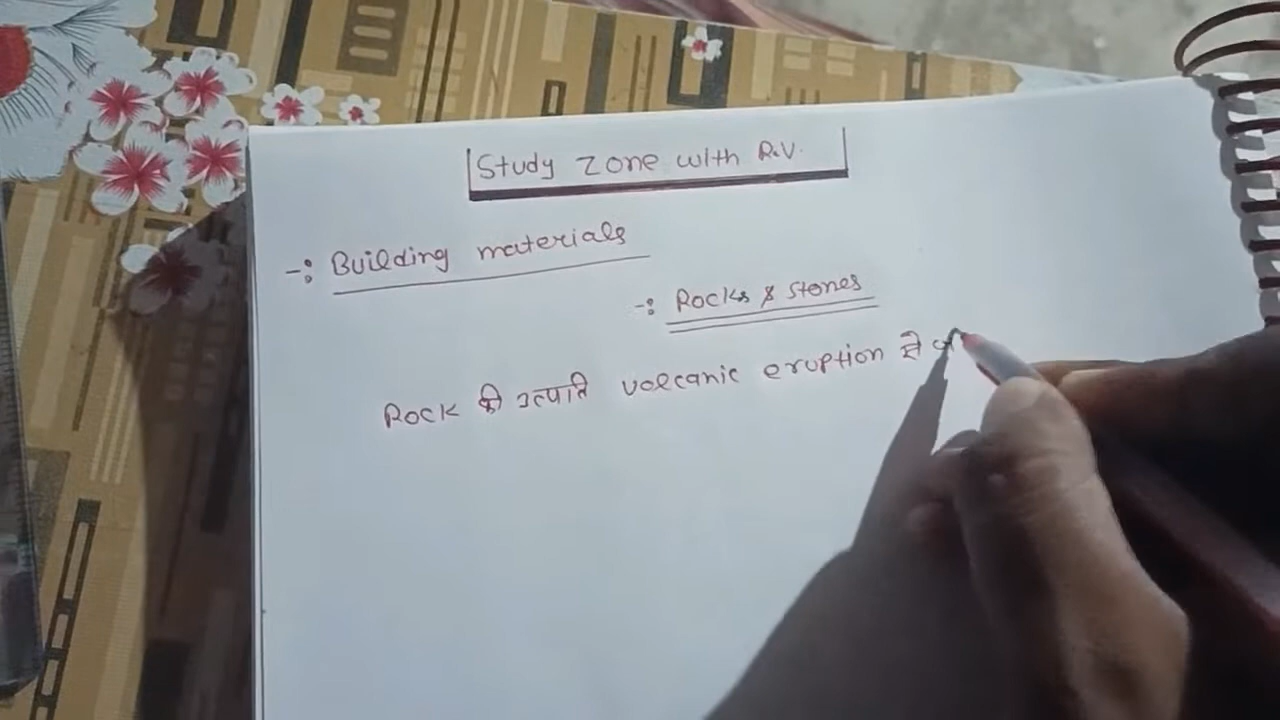 Study Zone with R.V.
-: Building materials
-: Rocks & Stones
Rock की उत्पत्ति volcanic eruption से